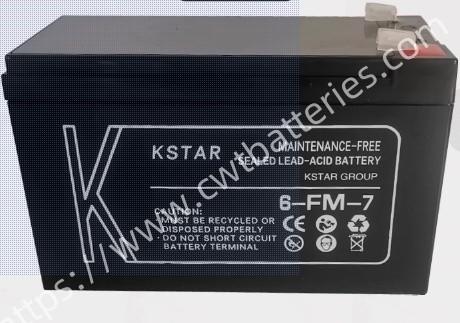 K
KSTAR
MAINTENANCE-FREE
SEALED LEAD-ACID BATTERY
KSTAR GROUP
6-FM-7
CAUTION:
• MUST BE RECYCLED OR
DISPOSED PROPERLY
• DO NOT SHORT CIRCUIT
BATTERY TERMINAL
https://www.cwtbatteries.com